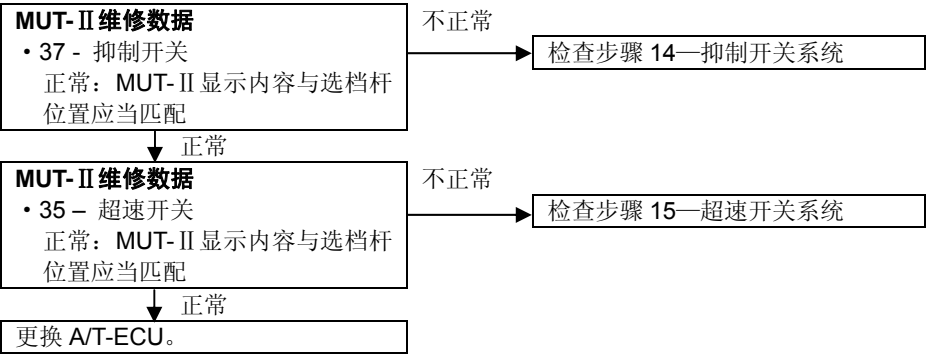 MUT-Ⅱ维修数据
·37 - 抑制开关
正常：MUT-Ⅱ显示内容与选档杆
位置应当匹配
不正常
检查步骤 14—抑制开关系统
正常
MUT-Ⅱ维修数据
·35 – 超速开关
正常：MUT-Ⅱ显示内容与选档杆
位置应当匹配
不正常
检查步骤 15—超速开关系统
正常
更换 A/T-ECU。